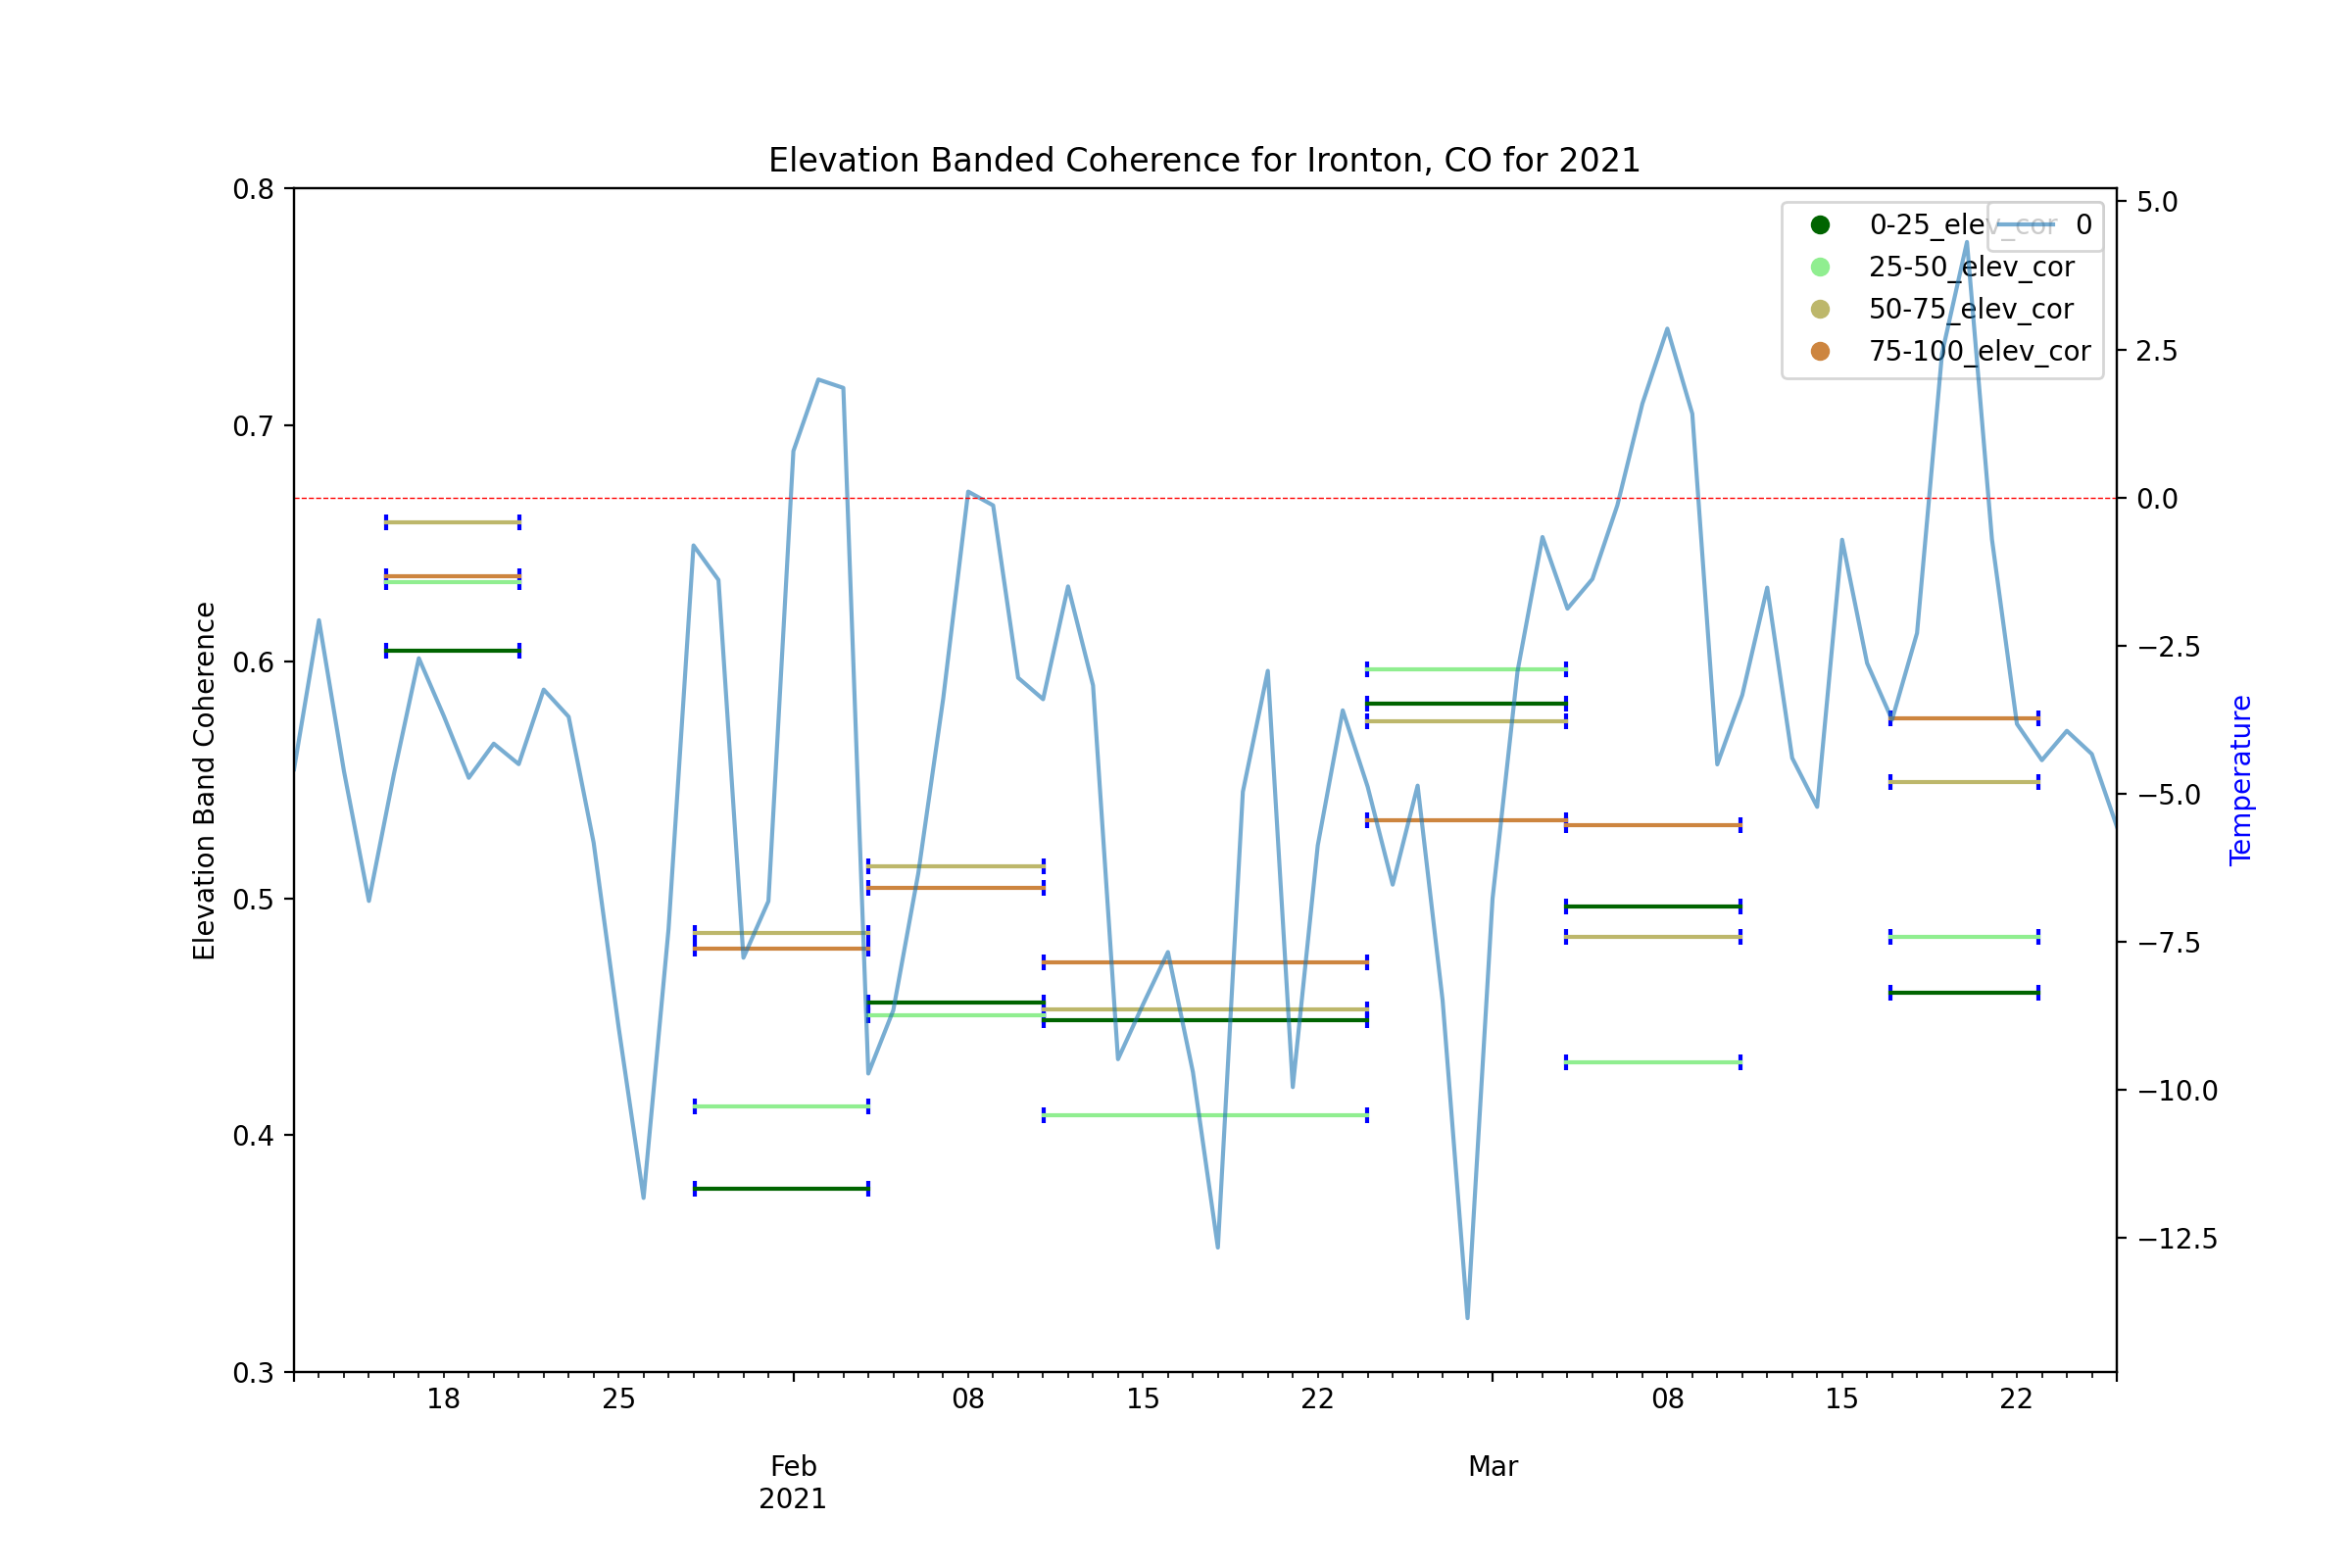 Elevation Banded Coherence for Ironton, CO for 2021
0.8
0.7
0.6
0.5
0.4
0.3
Elevation Band Coherence
0-25_elev_cor
25-50_elev_cor
50-75_elev_cor
75-100_elev_cor
0
5.0
2.5
0.0
−2.5
−5.0
−7.5
−10.0
−12.5
Temperature
18 25 08 15 22 08 15 22
Feb Mar
2021